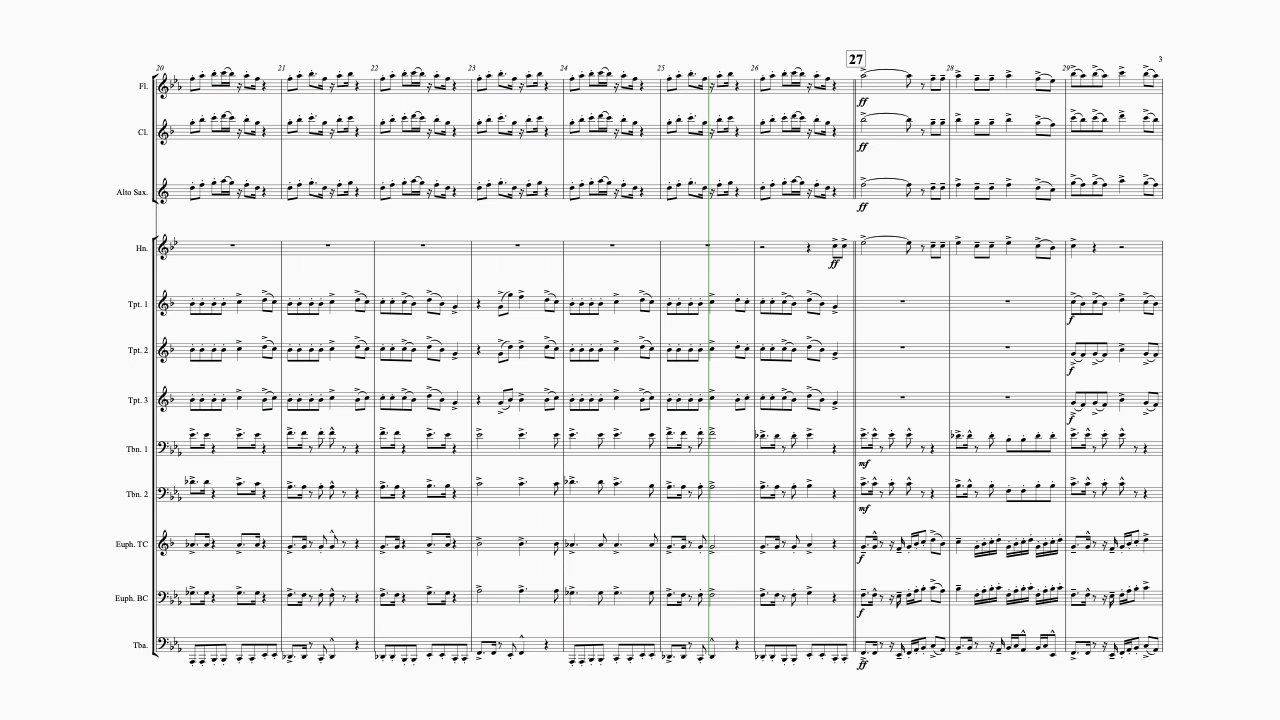 27
3
20 21 22 23 24 25 26 28 29
Fl.
ff
Cl.
ff
Alto Sax.
ff
Hn.
ff
Tpt. 1
f
Tpt. 2
f
Tpt. 3
f
Tbn. 1
mf
Tbn. 2
mf
Euph. TC
f
Euph. BC
f
Tba.
ff